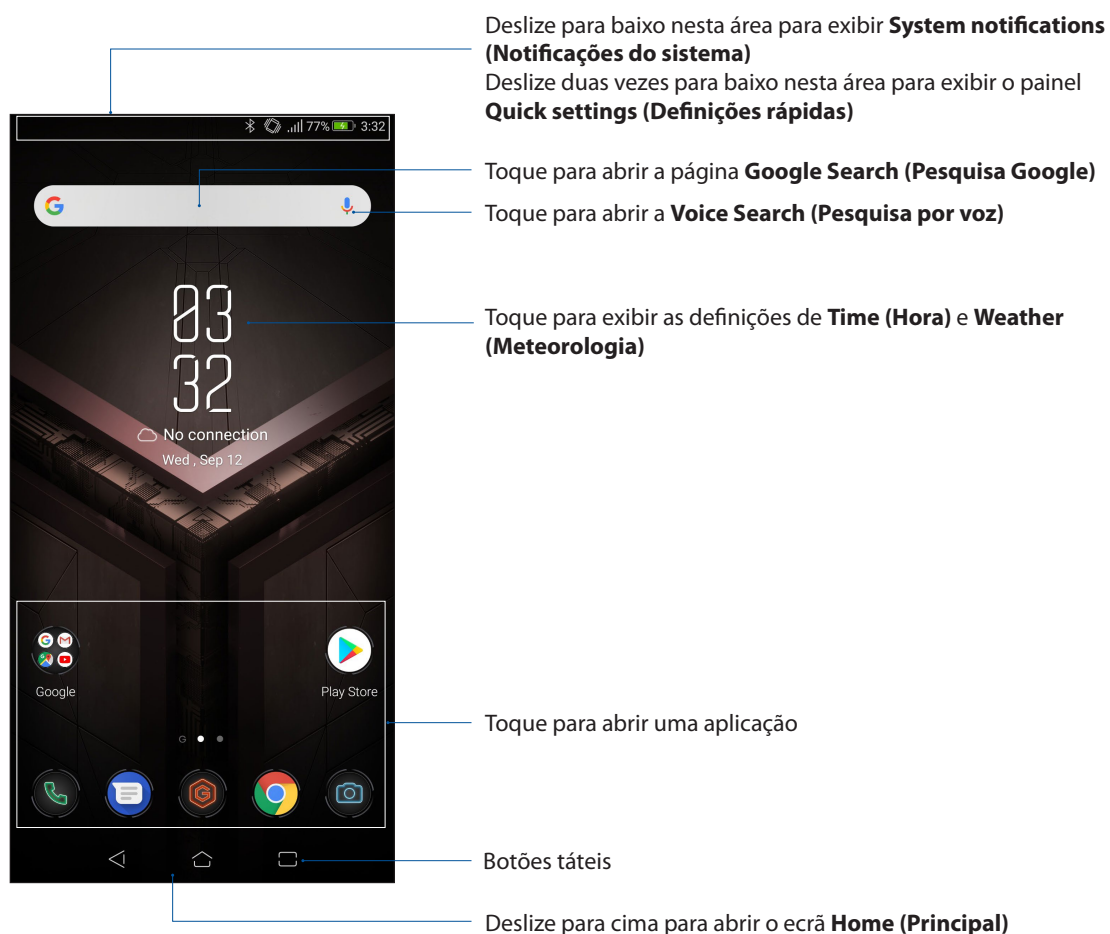 Deslize para baixo nesta área para exibir System notifications
(Notificações do sistema)
Deslize duas vezes para baixo nesta área para exibir o painel
Quick settings (Definições rápidas)
77% 3:32
Toque para abrir a página Google Search (Pesquisa Google)
Toque para abrir a Voice Search (Pesquisa por voz)
03
32
Toque para exibir as definições de Time (Hora) e Weather
(Meteorologia)
No connection
Wed , Sep 12
Google
Play Store
Toque para abrir uma aplicação
G
Botões táteis
Deslize para cima para abrir o ecrã Home (Principal)